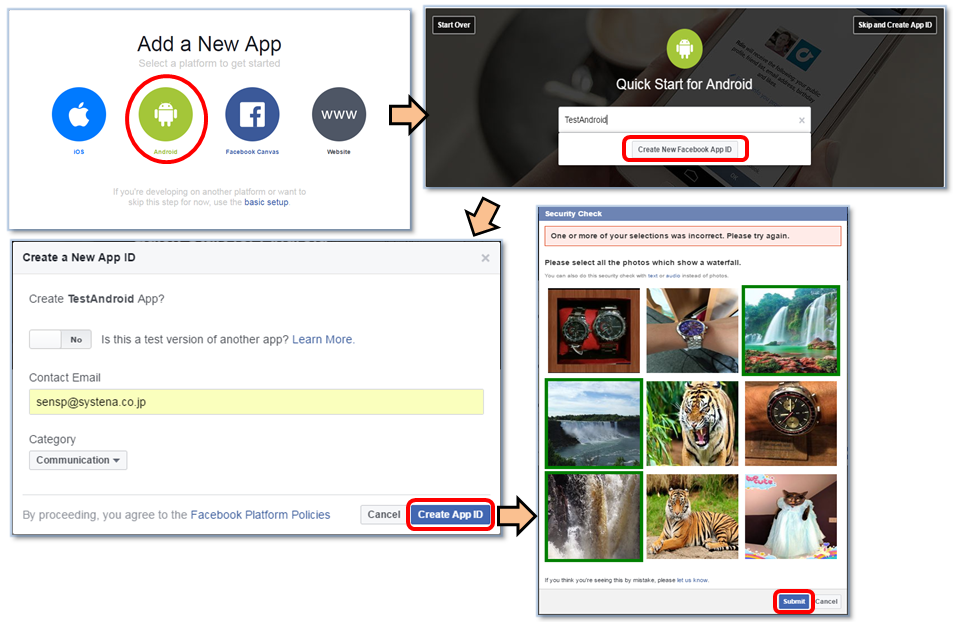 Add a New App
Select a platform to get started
iOS
Android
Facebook Canvas
www
Website
If you're developing on another platform or want to
skip this step for now, use the basic setup.
Start Over
Skip and Create App ID
Quick Start for Android
TestAndroid
×
Create New Facebook App ID
Create a New App ID
×
Create TestAndroid App?
No
Is this a test version of another app? Learn More.
Contact Email
sensp@systena.co.jp
Category
Communication
By proceeding, you agree to the Facebook Platform Policies
Cancel
Create App ID
Security Check
One or more of your selections was incorrect. Please try again.
Please select all the photos which show a waterfall.
You can also do this security check with text or audio instead of photos.
If you think you're seeing this by mistake, please let us know.
Submit
Cancel